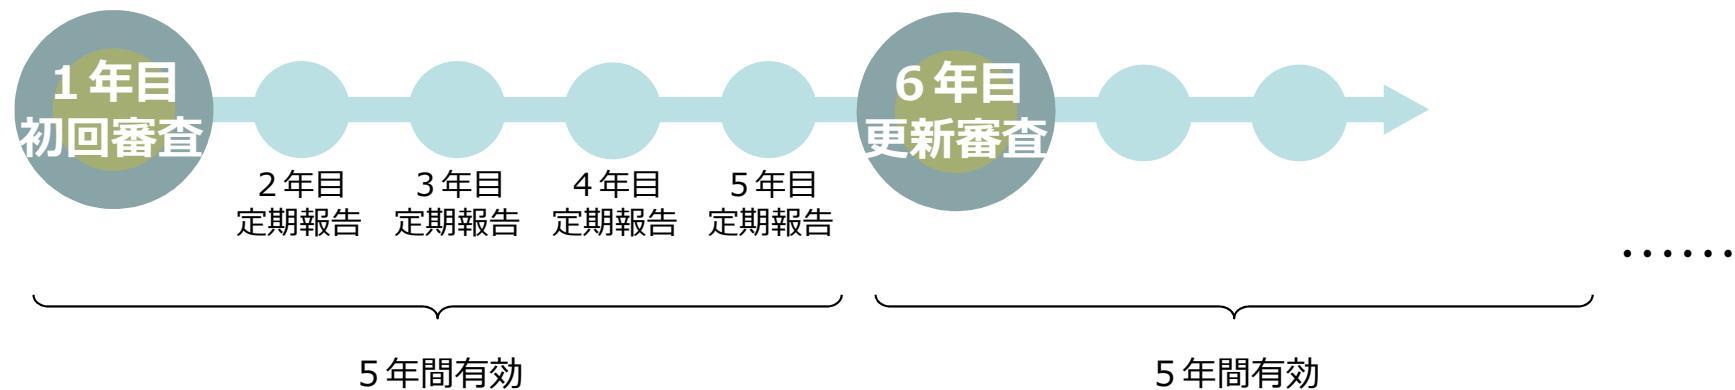 １年目
初回審査
２年目
定期報告
３年目
定期報告
４年目
定期報告
５年目
定期報告
６年目
更新審査
……
５年間有効
５年間有効